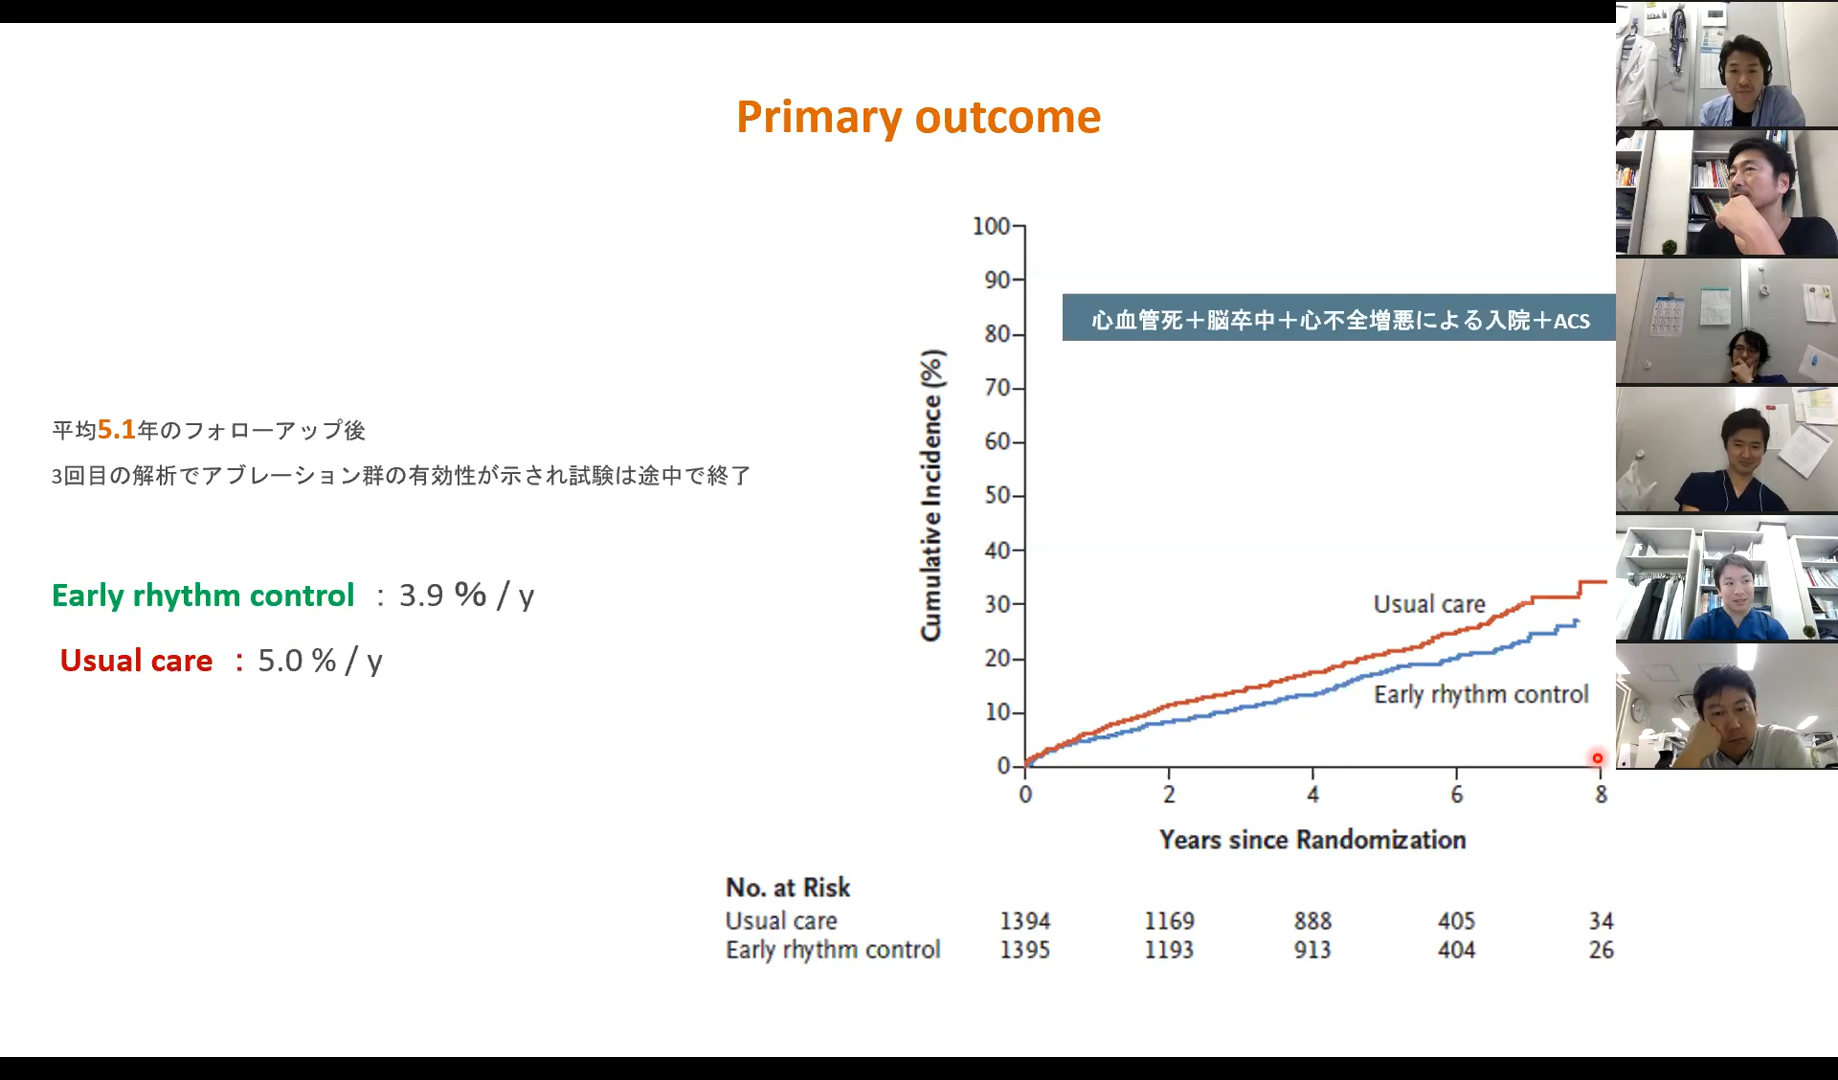 Primary outcome
平均5.1年のフォローアップ後
3回目の解析でアブレーション群の有効性が示され試験は途中で終了
Early rhythm control : 3.9 % / y
Usual care : 5.0 % / y
心血管死＋脳卒中＋心不全増悪による入院＋ACS
Cumulative Incidence (%)
100
90
80
70
60
50
40
30
20
10
0
Usual care
Early rhythm control
0 2 4 6 8
Years since Randomization
No. at Risk
Usual care 1394 1169 888 405 34
Early rhythm control 1395 1193 913 404 26